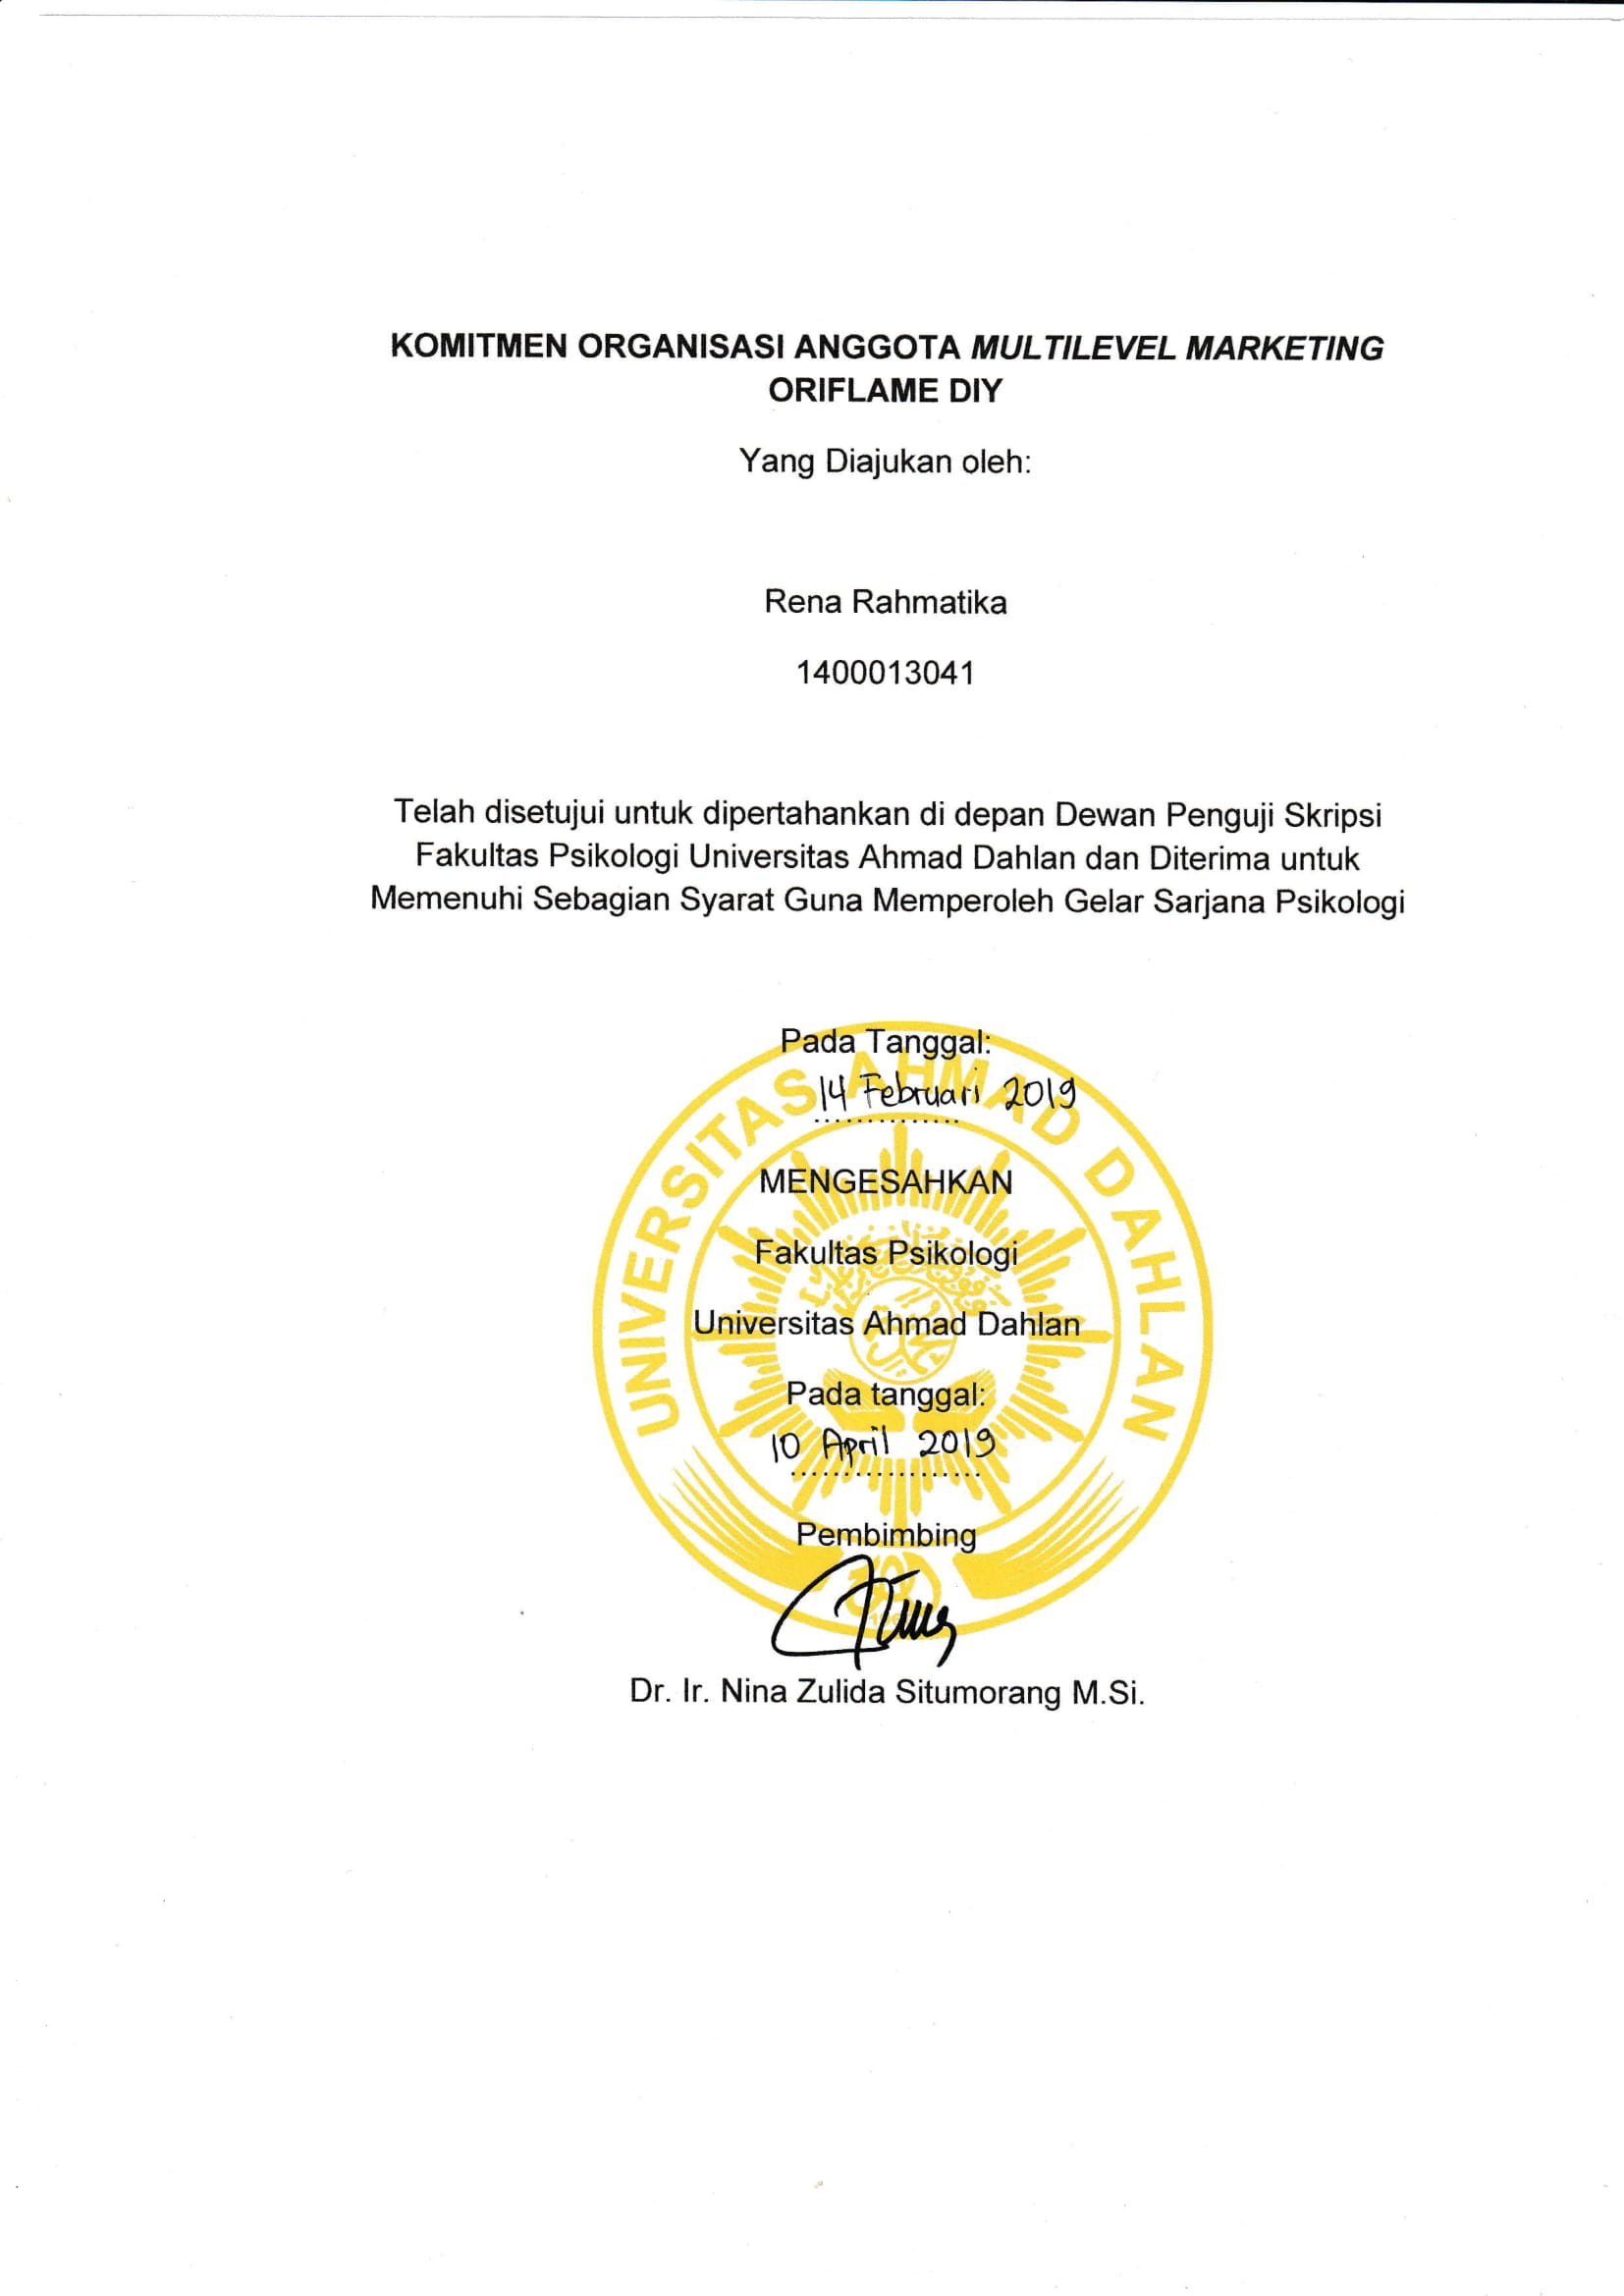 KOMITMEN ORGANISASI ANGGOTA MULTILEVEL MARKETING
ORIFLAME DIY
Yang Diajukan oleh:
Rena Rahmatika
1400013041
Telah disetujui untuk dipertahankan di depan Dewan Penguji Skripsi
Fakultas Psikologi Universitas Ahmad Dahlan dan Diterima untuk
Memenuhi Sebagian Syarat Guna Memperoleh Gelar Sarjana Psikologi
Pada Tanggal:
14 Februari 2019
..............
MENGESAHKAN
Fakultas Psikologi
Universitas Ahmad Dahlan
Pada tanggal:
10 April 2019
..................
Pembimbing
Dr. Ir. Nina Zulida Situmorang M.Si.
UNIVERSITAS AHMAD DAHLAN